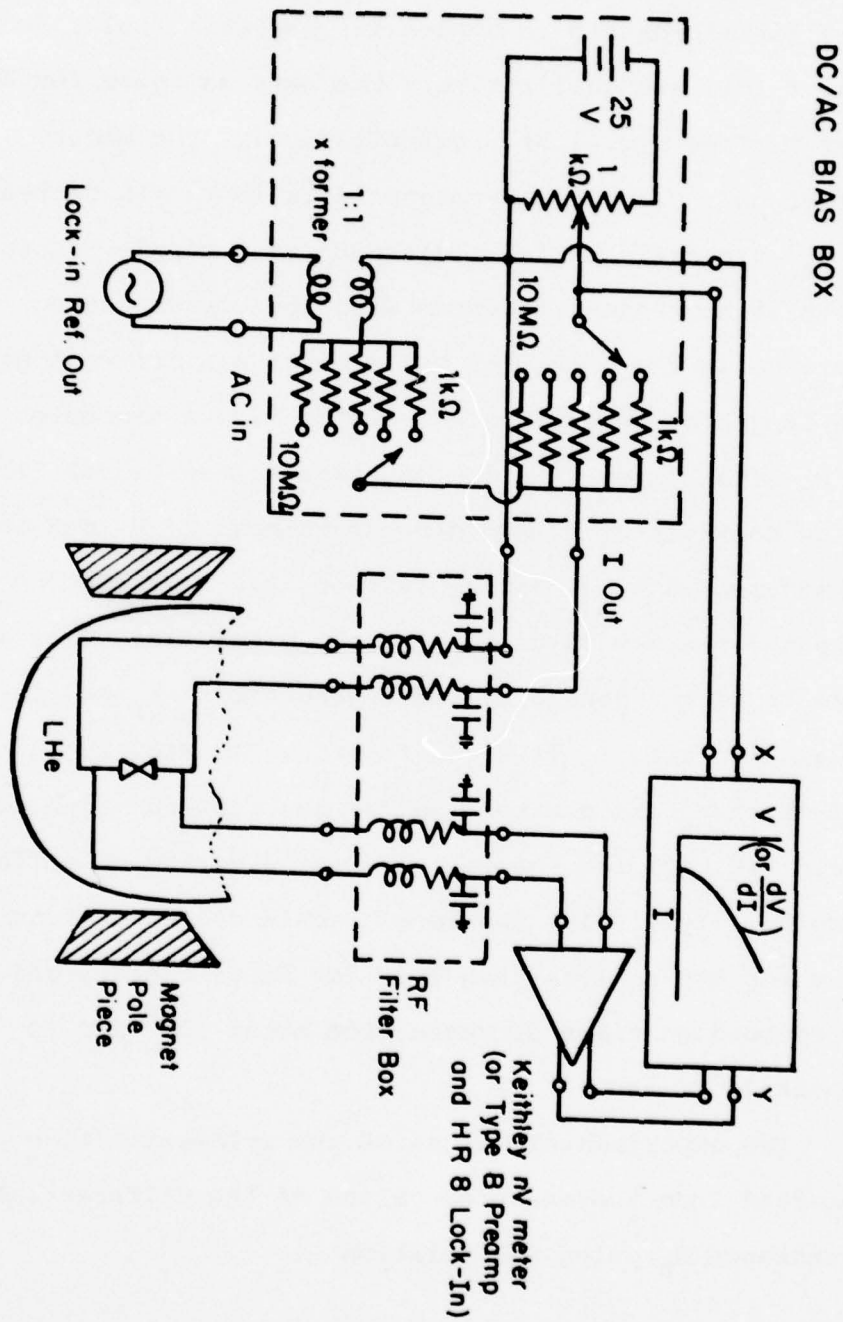 DC/AC BIAS BOX
25
V
1
kΩ
1:1
x former
Lock-in Ref. Out
AC in
10MΩ
1kΩ
1kΩ
10MΩ
I Out
LHe
Magnet
Pole
Piece
RF
Filter Box
X
V
(or dV/dI)
I
Y
Keithley nV meter
(or Type B Preamp
and HR 8 Lock-In)